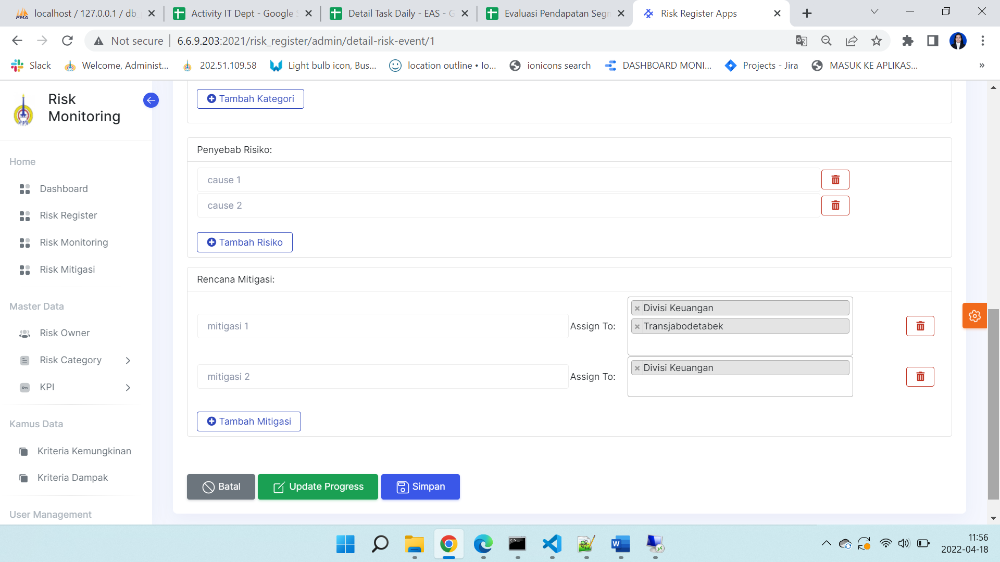 localhost / 127.0.0.1 / db_
Activity IT Dept - Google
Detail Task Daily - EAS - G
Evaluasi Pendapatan Segm
Risk Register Apps
Not secure
6.6.9.203:2021/risk_register/admin/detail-risk-event/1
Slack
Welcome, Administ...
202.51.109.58
Light bulb icon, Bus...
location outline • Io...
ionicons search
DASHBOARD MONI...
Projects - Jira
MASUK KE APLIKAS...
»
Risk
Monitoring
Home
Dashboard
Risk Register
Risk Monitoring
Risk Mitigasi
Master Data
Risk Owner
Risk Category
KPI
Kamus Data
Kriteria Kemungkinan
Kriteria Dampak
User Management
Tambah Kategori
Penyebab Risiko:
cause 1
cause 2
Tambah Risiko
Rencana Mitigasi:
mitigasi 1
Assign To:
× Divisi Keuangan
× Transjabodetabek
mitigasi 2
Assign To:
× Divisi Keuangan
Tambah Mitigasi
Batal
Update Progress
Simpan
11:56
2022-04-18